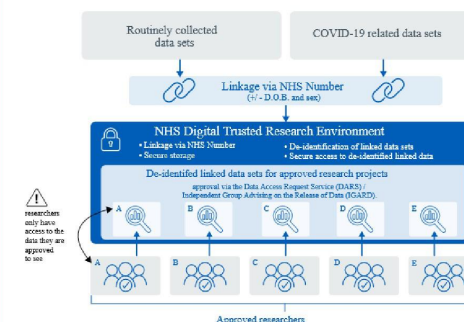 Routinely collected
data sets
COVID-19 related data sets
Linkage via NHS Number
(+/- D.O.B. and sex)
NHS Digital Trusted Research Environment
• Linkage via NHS Number
• De-identification of linked data sets
• Secure storage
• Secure access to de-identified linked data
De-identifed linked data sets for approved research projects
approval via the Data Access Request Service (DARS) /
Independent Group Advising on the Release of Data (IGARD).
A B C D E
researchers
only have
access to the
data they are
approved
to see
A B C D E
Approved researchers